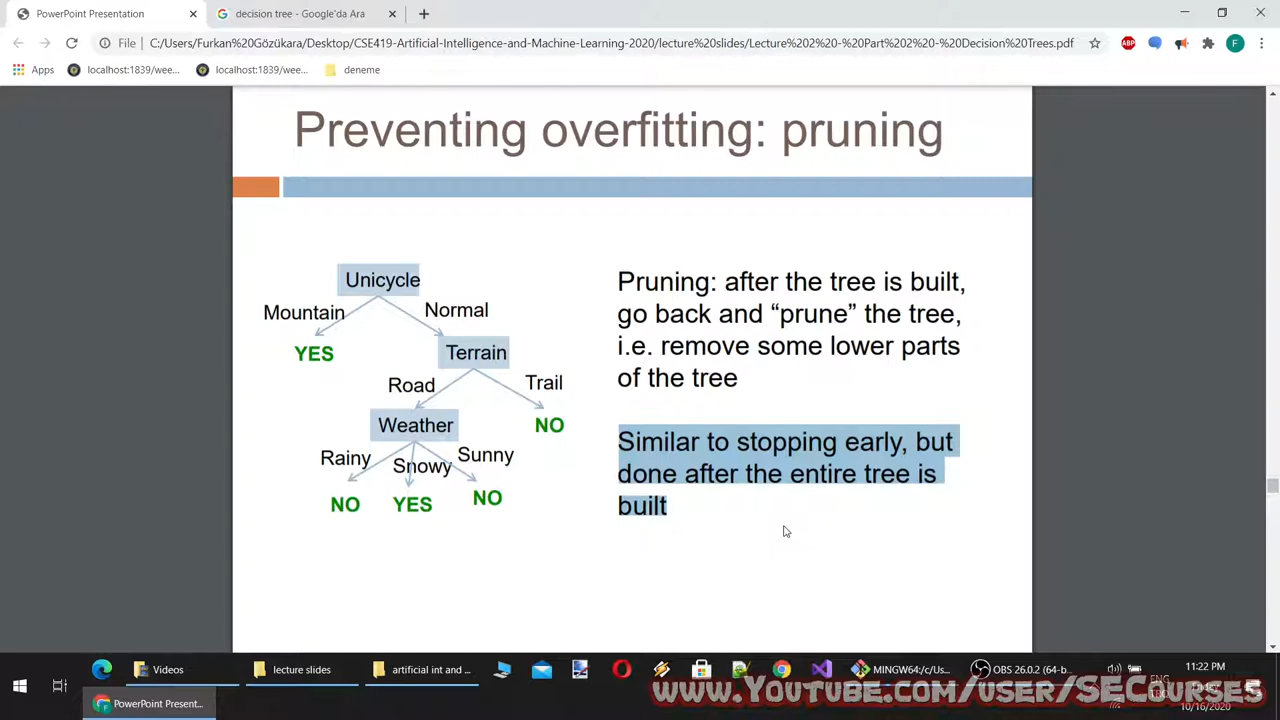 PowerPoint Presentation
decision tree - Google'da Ara
File
C:/Users/Furkan%20Gözükara/Desktop/CSE419-Artificial-Intelligence-and-Machine-Learning-2020/lecture%20slides/Lecture%202%20-%20Part%202%20-%20Decision%20Trees.pdf
ABP
F
Apps
localhost:1839/wee...
localhost:1839/wee...
deneme
Preventing overfitting: pruning
Unicycle
Mountain
Normal
YES
Terrain
Road
Trail
Weather
NO
Rainy
Snowy
Sunny
NO
YES
NO
Pruning: after the tree is built,
go back and “prune” the tree,
i.e. remove some lower parts
of the tree
Similar to stopping early, but
done after the entire tree is
built
Videos
lecture slides
artificial int and ...
MINGW64:/c/Us...
OBS 26.0.2 (64-b...
11:22 PM
ENG
10/16/2020
PowerPoint Present...
www.Youtube.com/user/SECourses